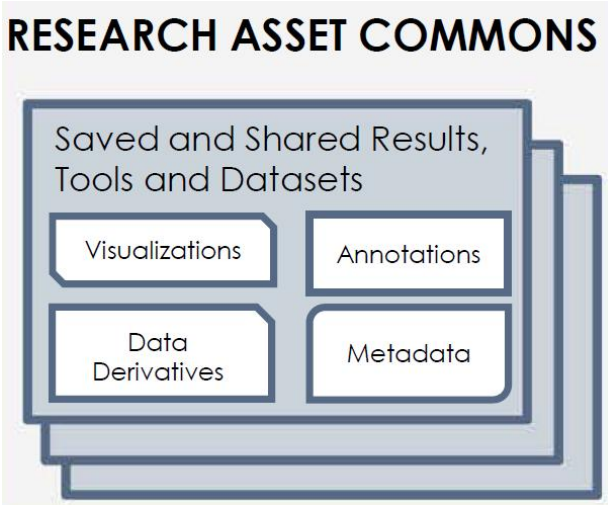 RESEARCH ASSET COMMONS
Saved and Shared Results,
Tools and Datasets
Visualizations
Annotations
Data
Derivatives
Metadata